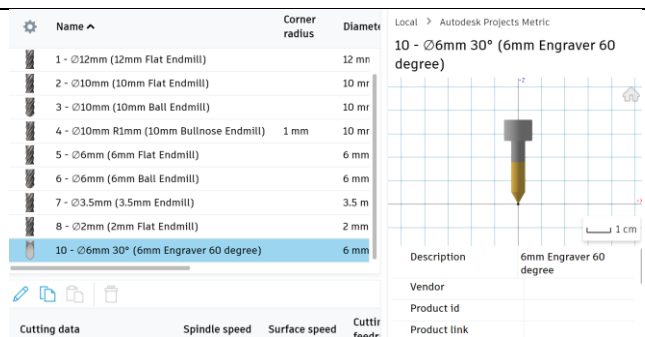 Name
Corner radius
Diamete
1 - ∅12mm (12mm Flat Endmill) 12 mm
2 - ∅10mm (10mm Flat Endmill) 10 mr
3 - ∅10mm (10mm Ball Endmill) 10 mr
4 - ∅10mm R1mm (10mm Bullnose Endmill) 1 mm 10 mr
5 - ∅6mm (6mm Flat Endmill) 6 mm
6 - ∅6mm (6mm Ball Endmill) 6 mm
7 - ∅3.5mm (3.5mm Endmill) 3.5 m
8 - ∅2mm (2mm Flat Endmill) 2 mm
10 - ∅6mm 30° (6mm Engraver 60 degree) 6 mm
Cutting data Spindle speed Surface speed
Local > Autodesk Projects Metric
10 - ∅6mm 30° (6mm Engraver 60
degree)
1 cm
Description 6mm Engraver 60
degree
Vendor
Product id
Product link